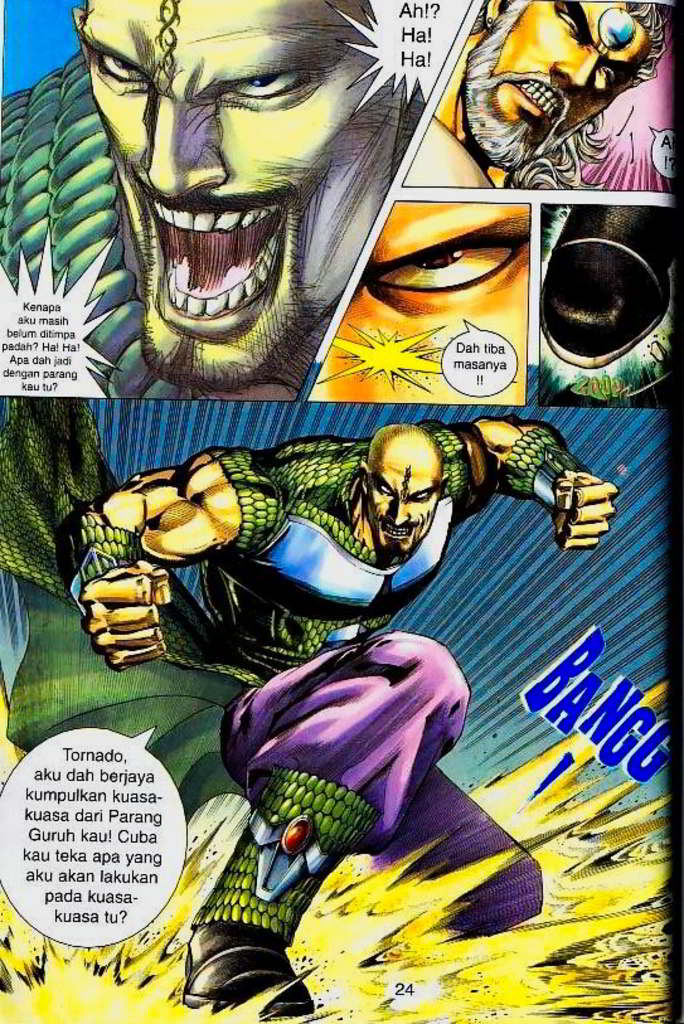 Ah!?
Ha!
Ha!
Kenapa
aku masih
belum ditimpa
padah? Ha! Ha!
Apa dah jadi
dengan parang
kau tu?
!?
Dah tiba
masanya
!!
BANGG
!
Tornado,
aku dah berjaya
kumpulkan kuasa-
kuasa dari Parang
Guruh kau! Cuba
kau teka apa yang
aku akan lakukan
pada kuasa-
kuasa tu?
24